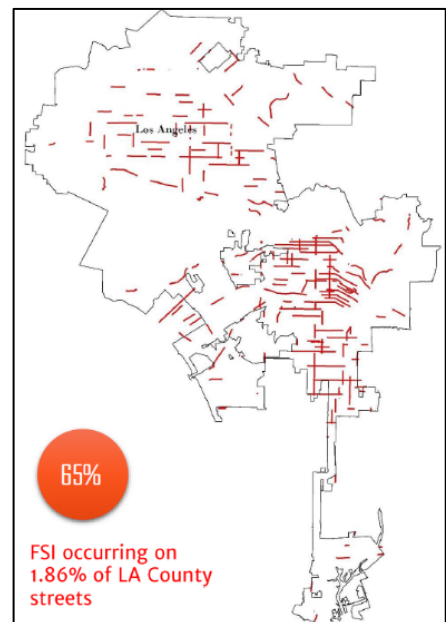 Los Angeles
65%
FSI occurring on
1.86% of LA County
streets